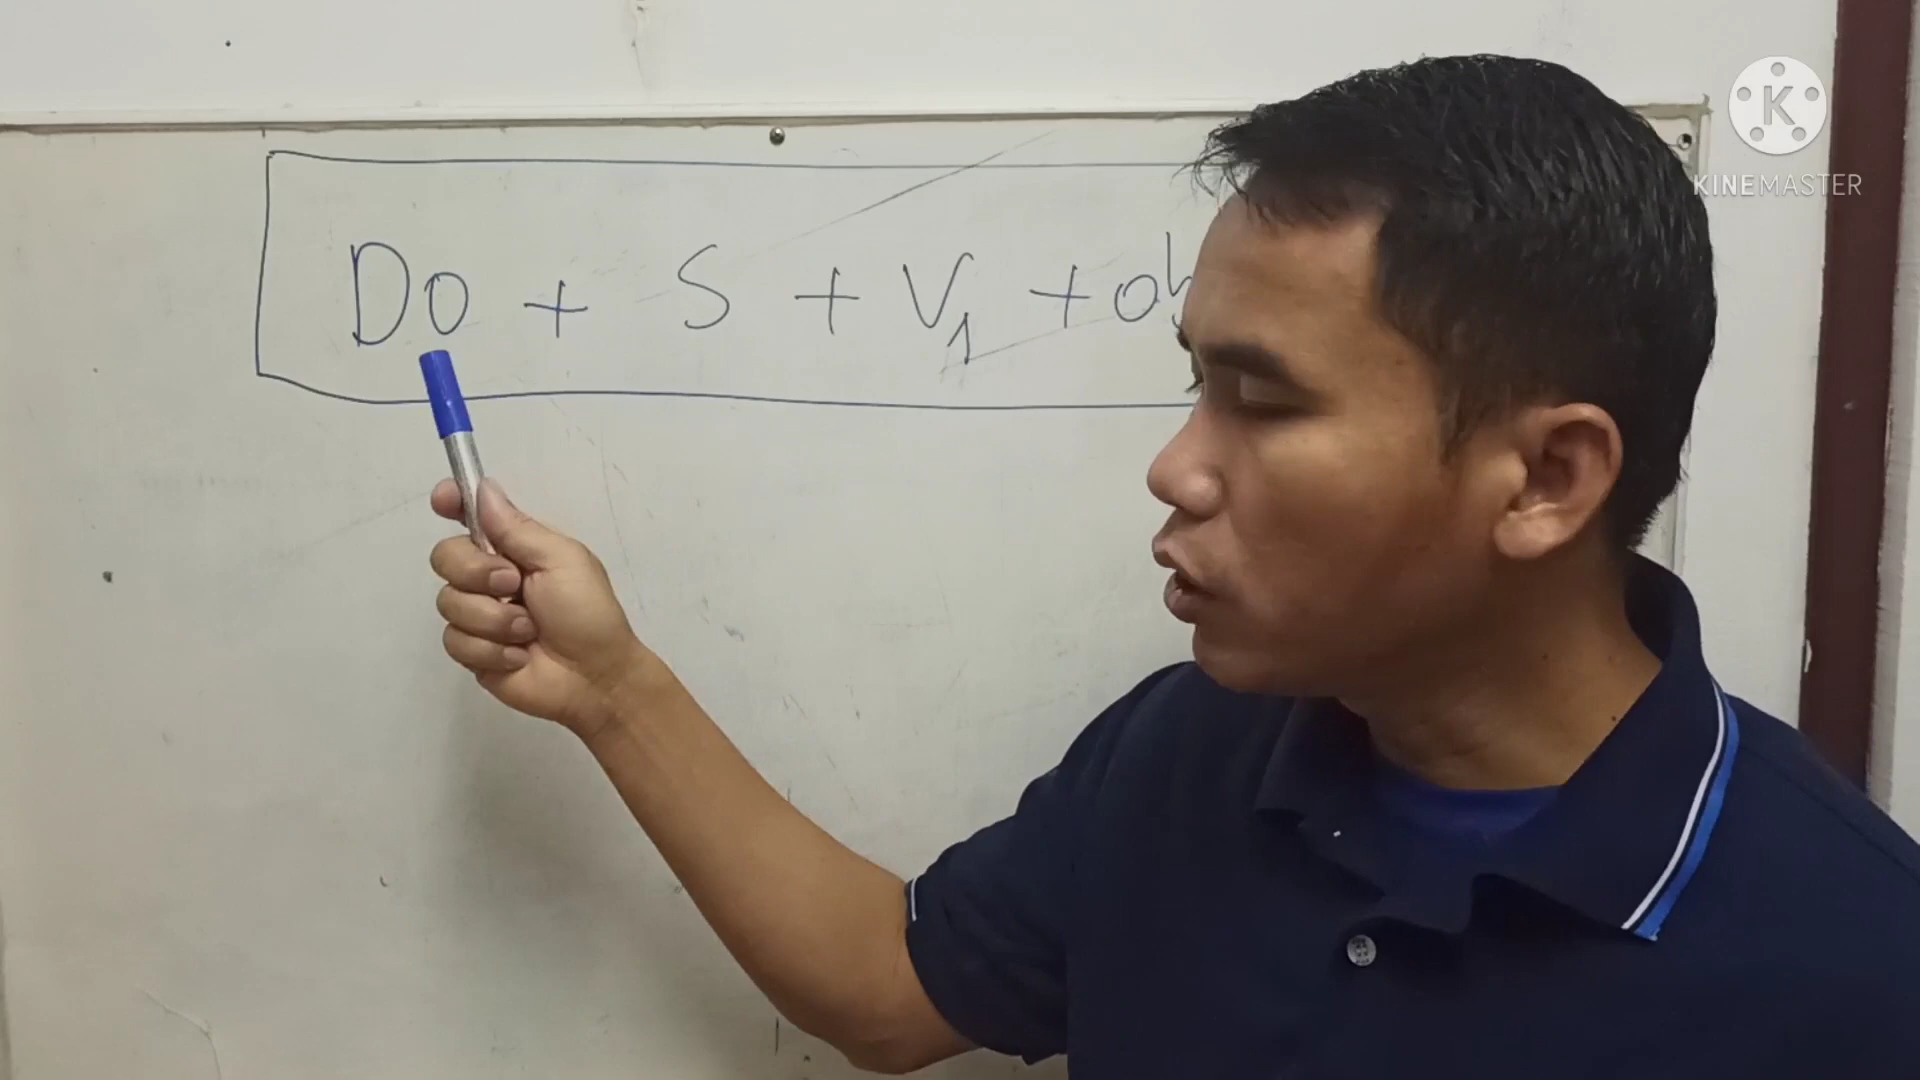 Do + S + V1 + ob
K
KINEMASTER